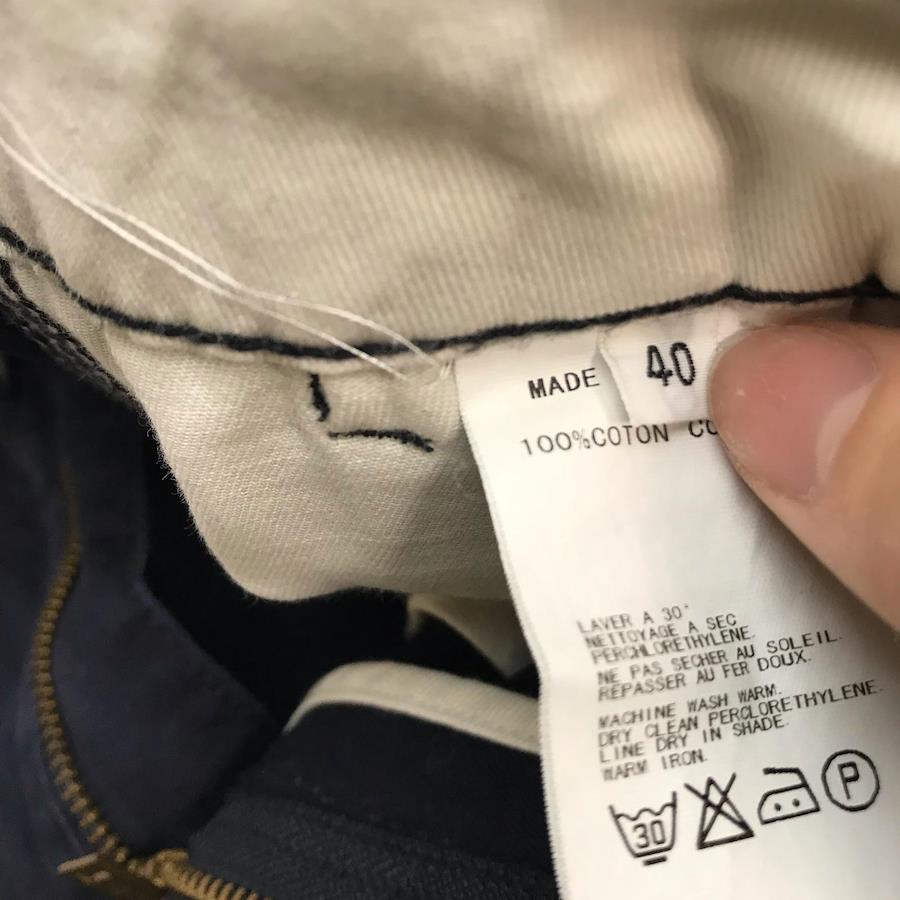 MADE
40
100%COTON
LAVER A 30°
NETTOYAGE A SEC
PERCHLORETHYLENE.
NE PAS SECHER AU SOLEIL.
REPASSER AU FER DOUX.
MACHINE WASH WARM.
DRY CLEAN PERCLORETHYLENE.
LINE DRY IN SHADE.
WARM IRON.
30
P